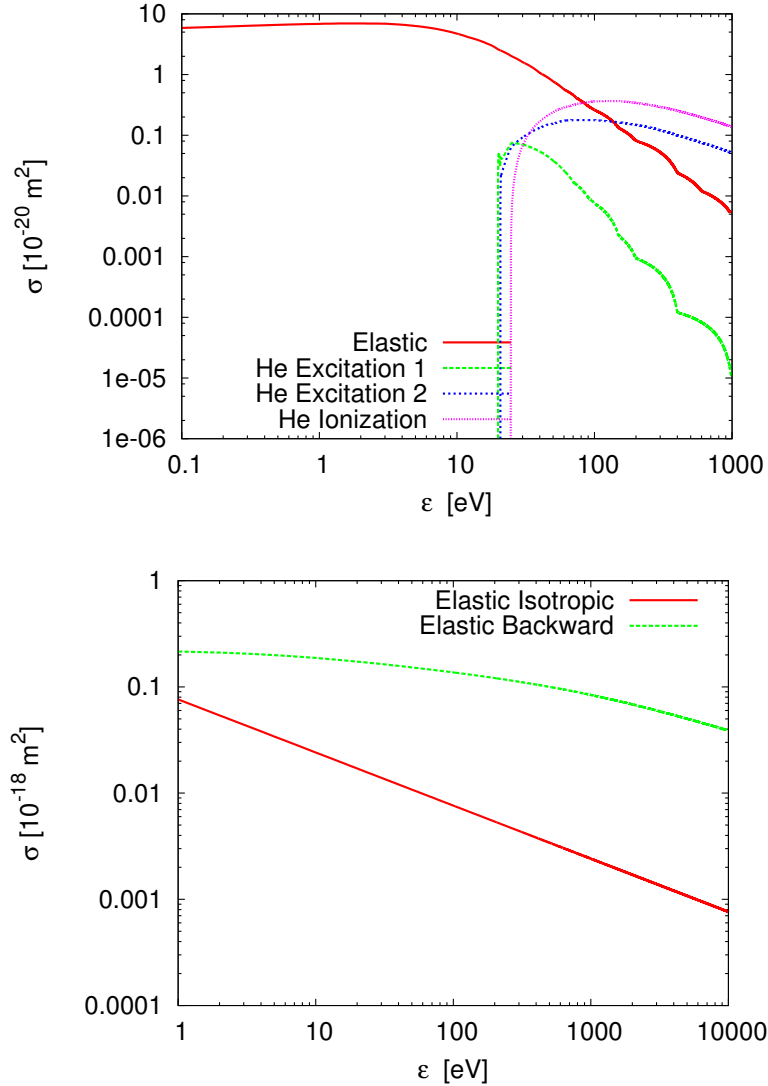 10
1
0.1
0.01
0.001
0.0001
1e-05
1e-06
σ [10⁻²⁰ m²]
Elastic
He Excitation 1
He Excitation 2
He Ionization
0.1 1 10 100 1000
ε [eV]
1
0.1
0.01
0.001
0.0001
σ [10⁻¹⁸ m²]
Elastic Isotropic
Elastic Backward
1 10 100 1000 10000
ε [eV]